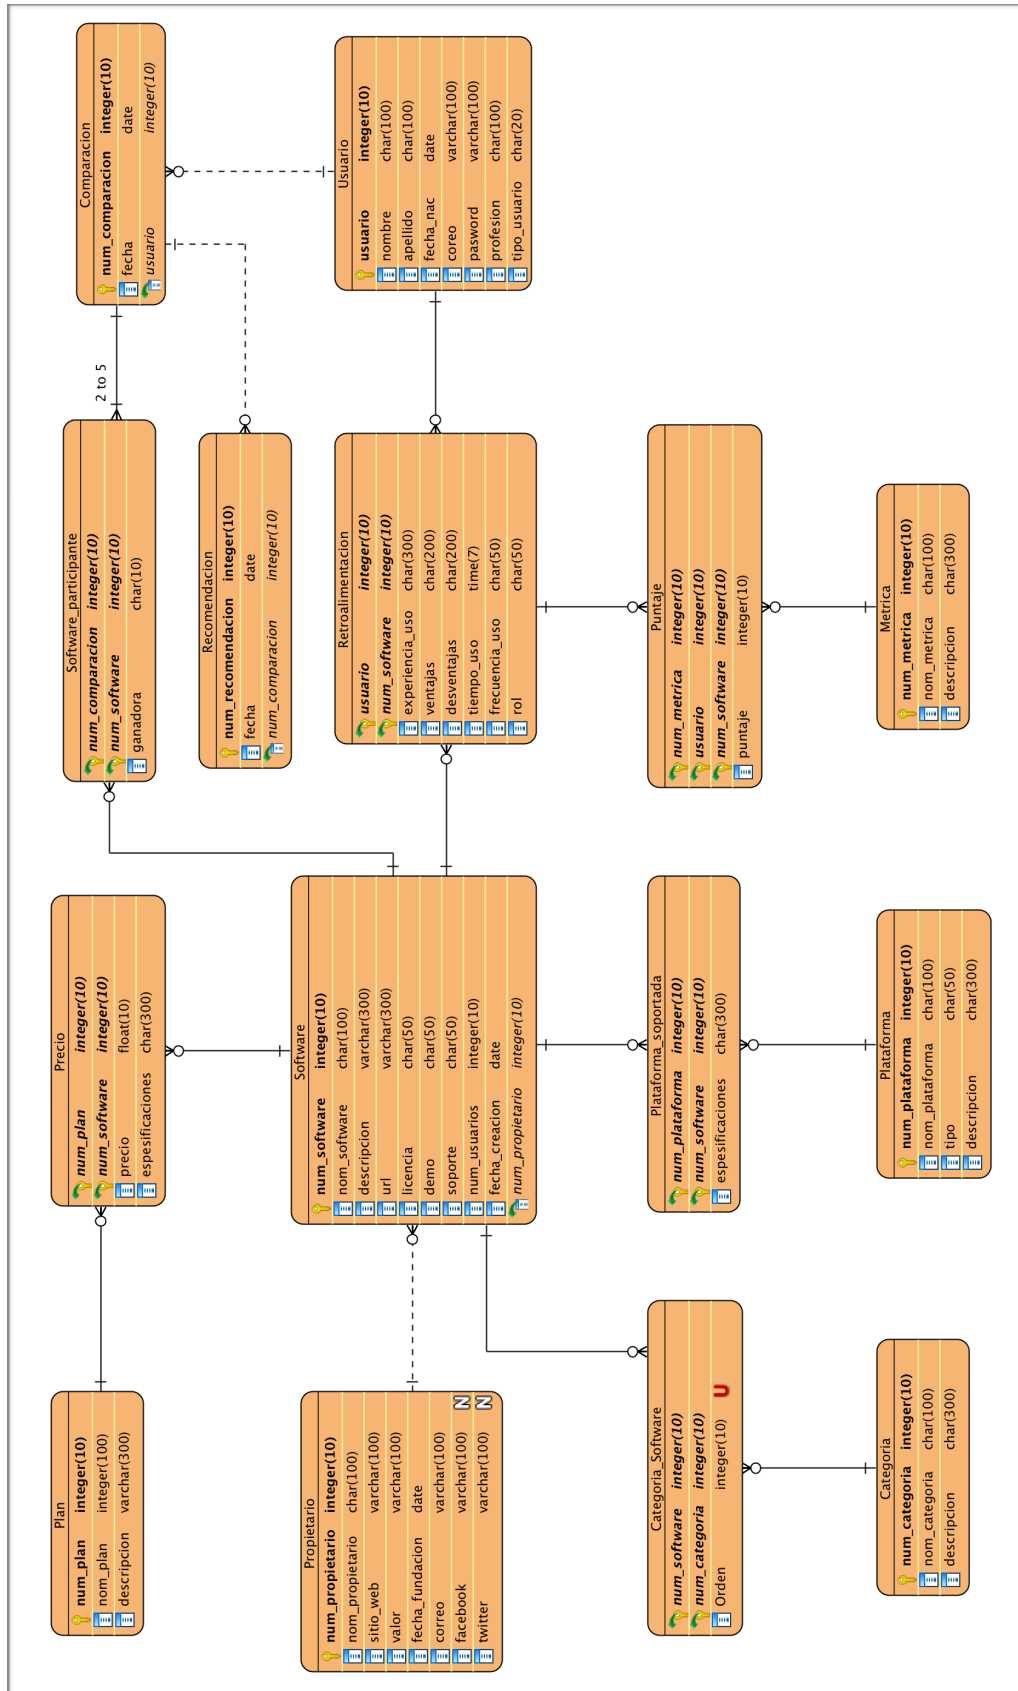 Plan
num_plan integer(10)
nom_plan integer(100)
descripcion varchar(300)
Precio
num_plan integer(10)
num_software integer(10)
precio float(10)
espesificaciones char(300)
Software_participante
num_comparacion integer(10)
num_software integer(10)
ganadora char(10)
2 to 5
Comparacion
num_comparacion integer(10)
fecha date
usuario integer(10)
Recomendacion
num_recomendacion integer(10)
fecha date
num_comparacion integer(10)
Propietario
num_propietario integer(10)
nom_propietario char(100)
sitio_web varchar(100)
valor varchar(100)
fecha_fundacion date
correo varchar(100)
facebook varchar(100) N
twitter varchar(100) N
Software
num_software integer(10)
nom_software char(100)
descripcion varchar(300)
url varchar(300)
licencia char(50)
demo char(50)
soporte char(50)
num_usuarios integer(10)
fecha_creacion date
num_propietario integer(10)
Retroalimentacion
usuario integer(10)
num_software integer(10)
experiencia_uso char(300)
ventajas char(200)
desventajas char(200)
tiempo_uso time(7)
frecuencia_uso char(50)
rol char(50)
Usuario
usuario integer(10)
nombre char(100)
apellido char(100)
fecha_nac date
coreo varchar(100)
pasword varchar(100)
profesion char(100)
tipo_usuario char(20)
Categoria_Software
num_software integer(10)
num_categoria integer(10)
Orden integer(10) U
Plataforma_soportada
num_plataforma integer(10)
num_software integer(10)
espesificaciones char(300)
Puntaje
num_metrica integer(10)
usuario integer(10)
num_software integer(10)
puntaje integer(10)
Categoria
num_categoria integer(10)
nom_categoria char(100)
descripcion char(300)
Plataforma
num_plataforma integer(10)
nom_plataforma char(100)
tipo char(50)
descripcion char(300)
Metrica
num_metrica integer(10)
nom_metrica char(100)
descripcion char(300)